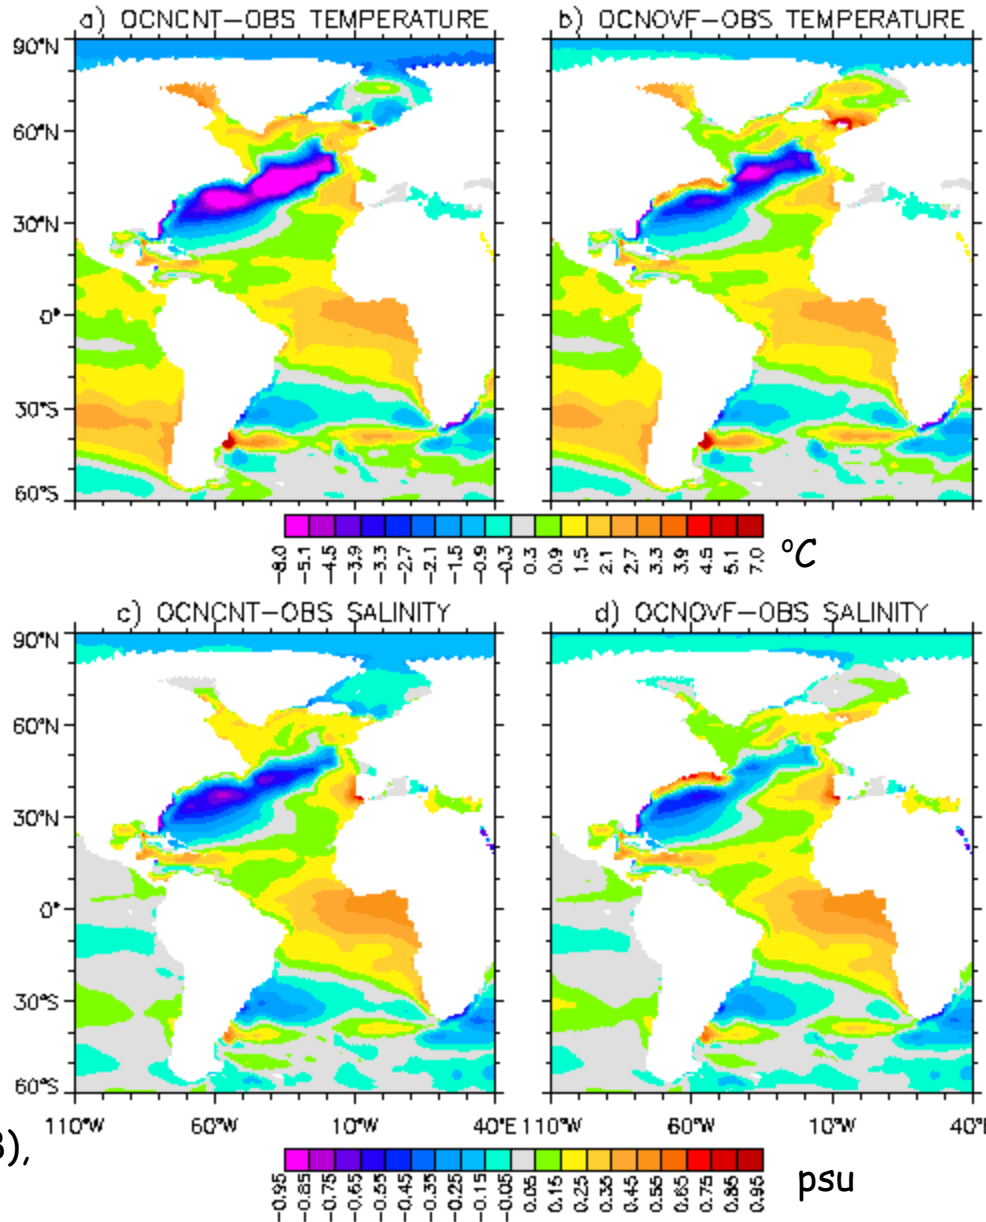 a) OCNCNT-OBS TEMPERATURE
b) OCNOVF-OBS TEMPERATURE
90°N
60°N
30°N
0°
30°S
60°S
-8.0 -5.1 -4.5 -3.9 -3.3 -2.7 -2.1 -1.5 -0.9 -0.3 0.3 0.9 1.5 2.1 2.7 3.3 3.9 4.5 5.1 7.0
°C
c) OCNCNT-OBS SALINITY
d) OCNOVF-OBS SALINITY
90°N
60°N
30°N
0°
30°S
60°S
110°W 60°W 10°W 40°E 110°W 60°W 10°W 40°E
3),
-0.95 -0.85 -0.75 -0.65 -0.55 -0.45 -0.35 -0.25 -0.15 -0.05 0.05 0.15 0.25 0.35 0.45 0.55 0.65 0.75 0.85 0.95
psu